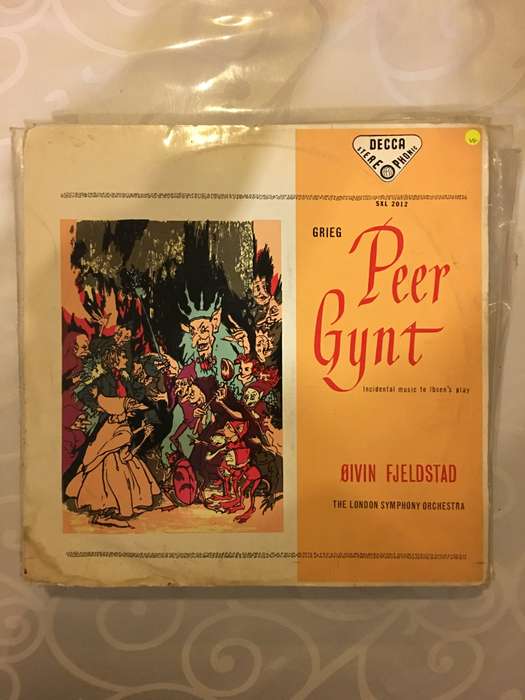 DECCA
STEREOPHONIC
SXL 2012
GRIEG
Peer
Gynt
Incidental music to Ibsen's play
ØIVIN FJELDSTAD
THE LONDON SYMPHONY ORCHESTRA